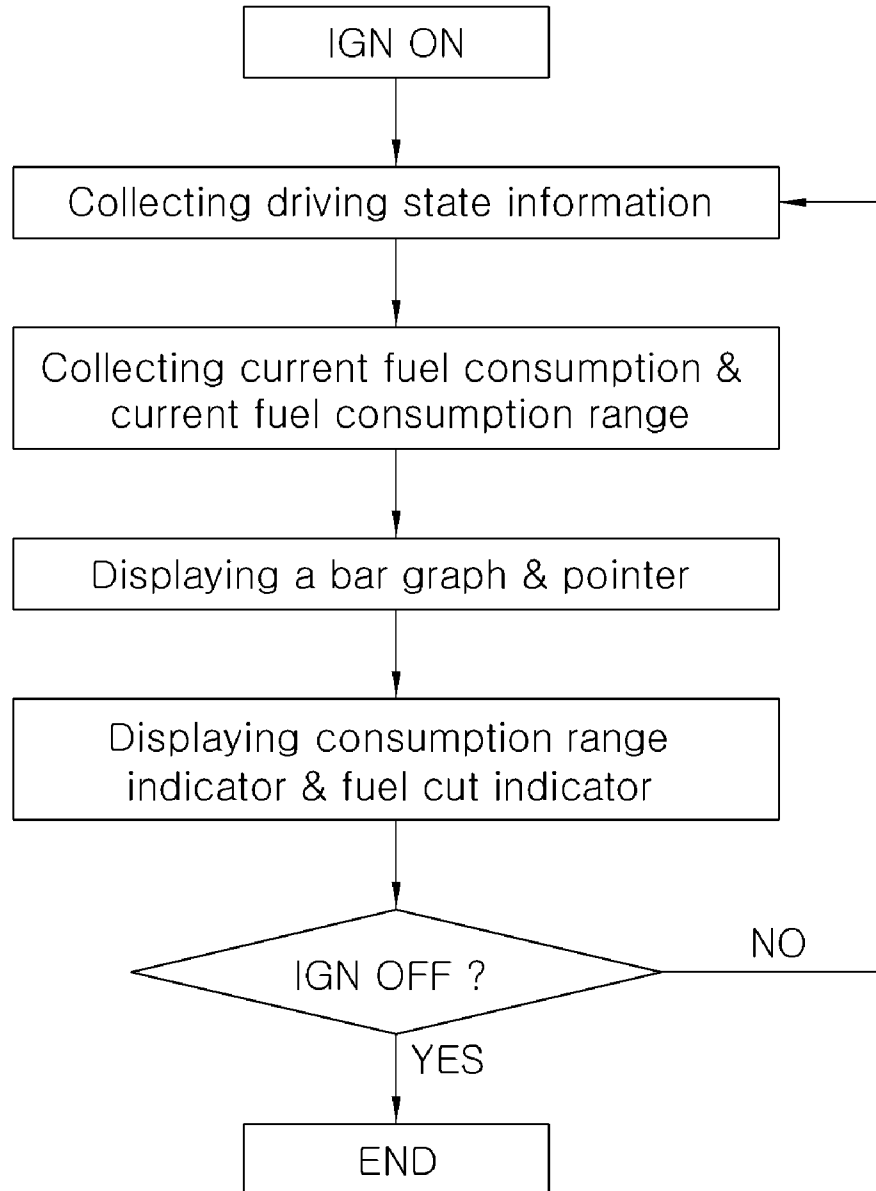 IGN ON
Collecting driving state information
Collecting current fuel consumption &
current fuel consumption range
Displaying a bar graph & pointer
Displaying consumption range
indicator & fuel cut indicator
IGN OFF ?
NO
YES
END